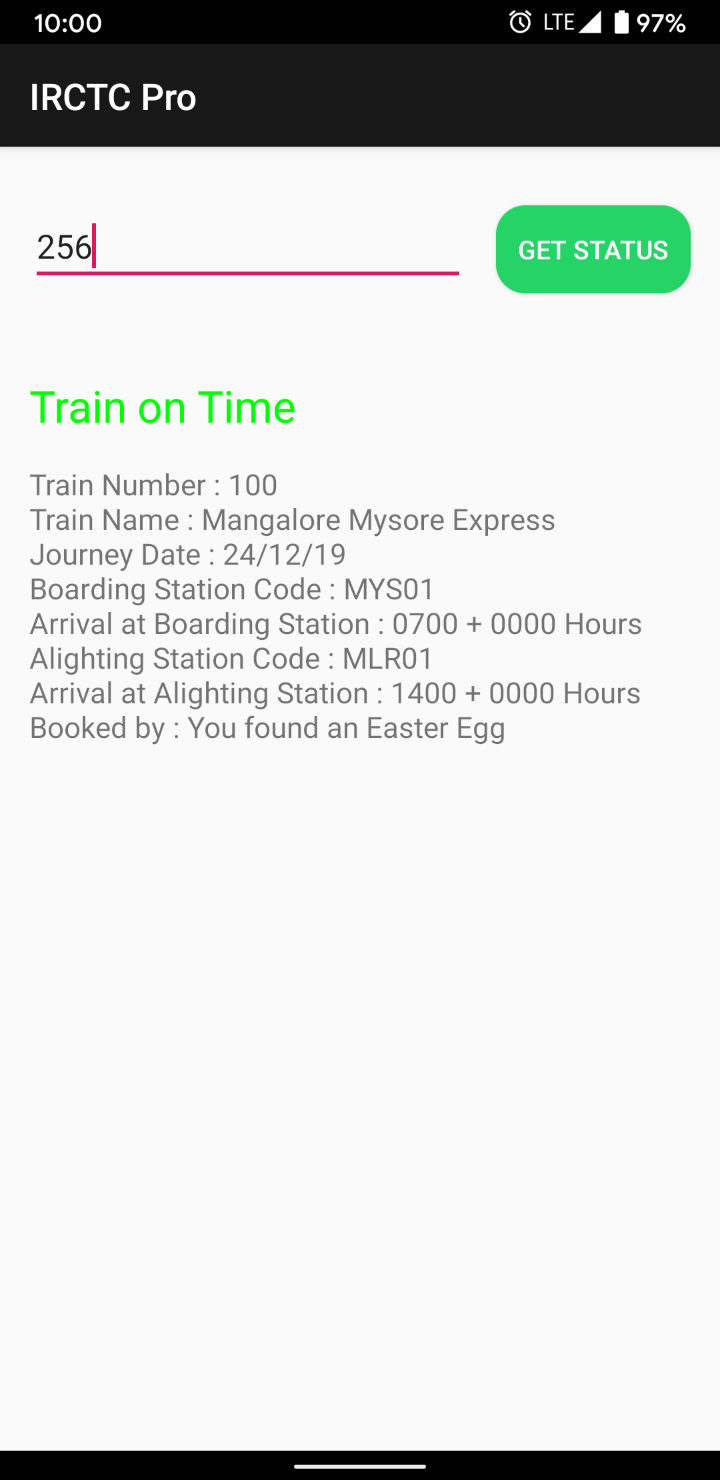 10:00 LTE 97%
IRCTC Pro
256 GET STATUS
Train on Time
Train Number : 100
Train Name : Mangalore Mysore Express
Journey Date : 24/12/19
Boarding Station Code : MYS01
Arrival at Boarding Station : 0700 + 0000 Hours
Alighting Station Code : MLR01
Arrival at Alighting Station : 1400 + 0000 Hours
Booked by : You found an Easter Egg